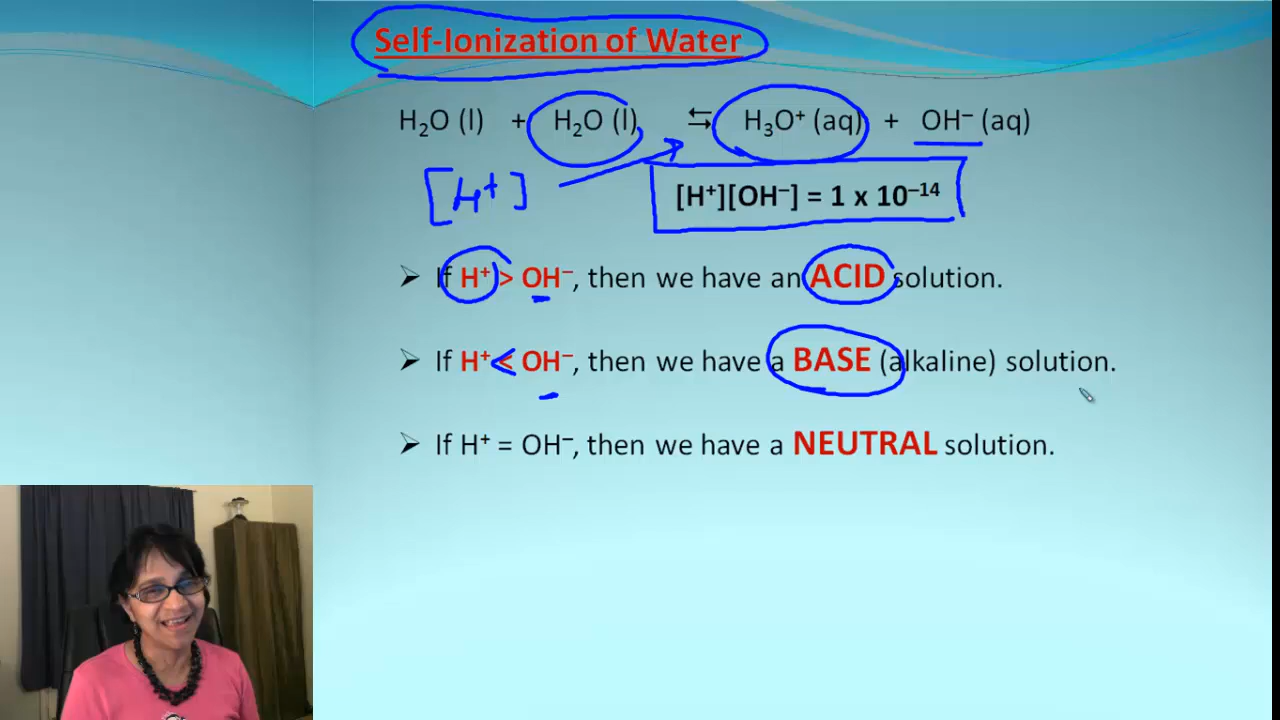 Self-Ionization of Water
H₂O (l) + H₂O (l) ⇆ H₃O⁺ (aq) + OH⁻ (aq)
[H⁺]
[H⁺][OH⁻] = 1 x 10⁻¹⁴
➢ If H⁺ > OH⁻, then we have an ACID solution.
➢ If H⁺ < OH⁻, then we have a BASE (alkaline) solution.
➢ If H⁺ = OH⁻, then we have a NEUTRAL solution.